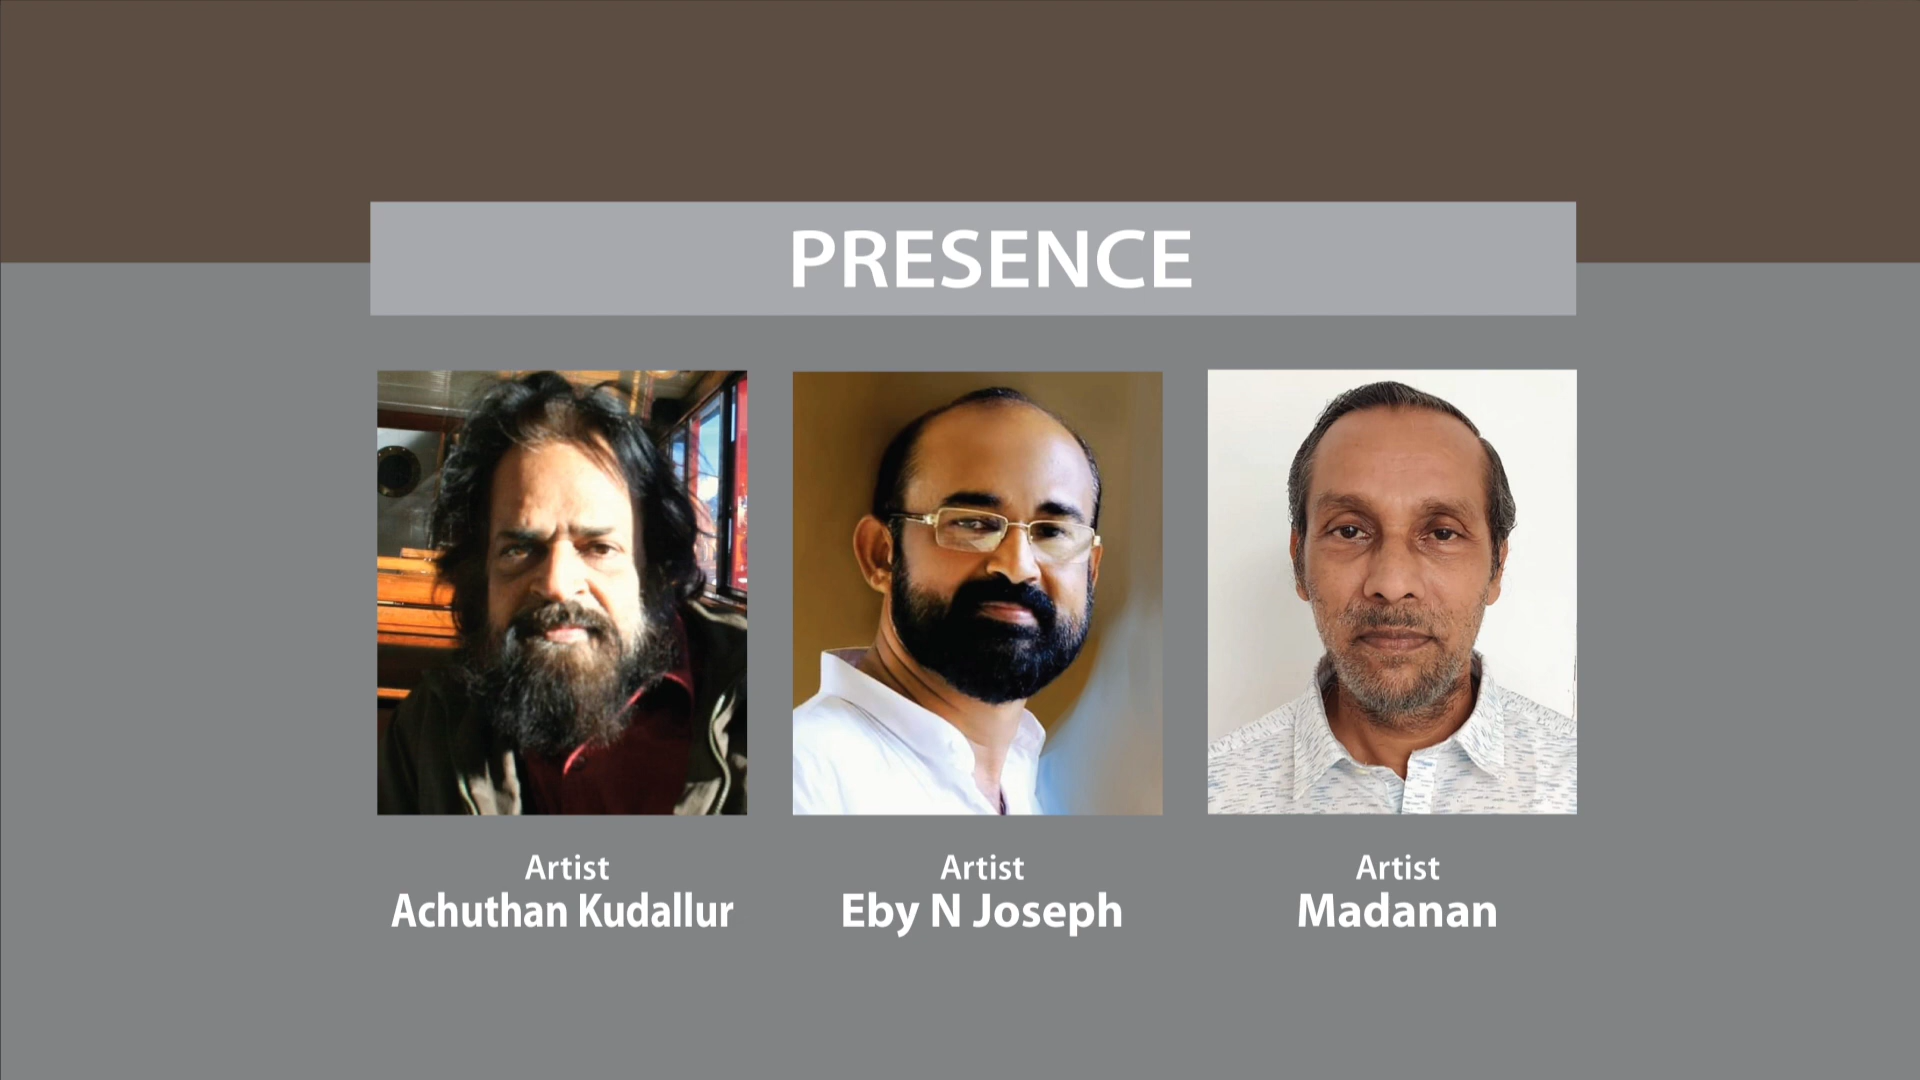 PRESENCE
Artist
Achuthan Kudallur
Artist
Eby N Joseph
Artist
Madanan